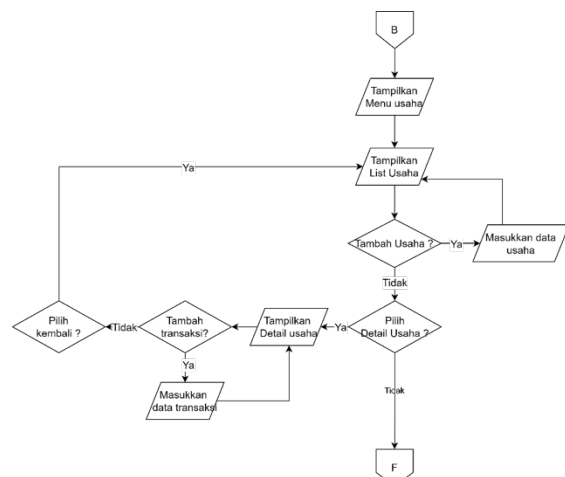 B
Tampilkan
Menu usaha
Ya
Tampilkan
List Usaha
Tambah Usaha ?
Ya
Masukkan data
usaha
Tidak
Pilih
kembali ?
Tidak
Tambah
transaksi?
Tampilkan
Detail usaha
Ya
Pilih
Detail Usaha ?
Ya
Masukkan
data transaksi
Tidak
F